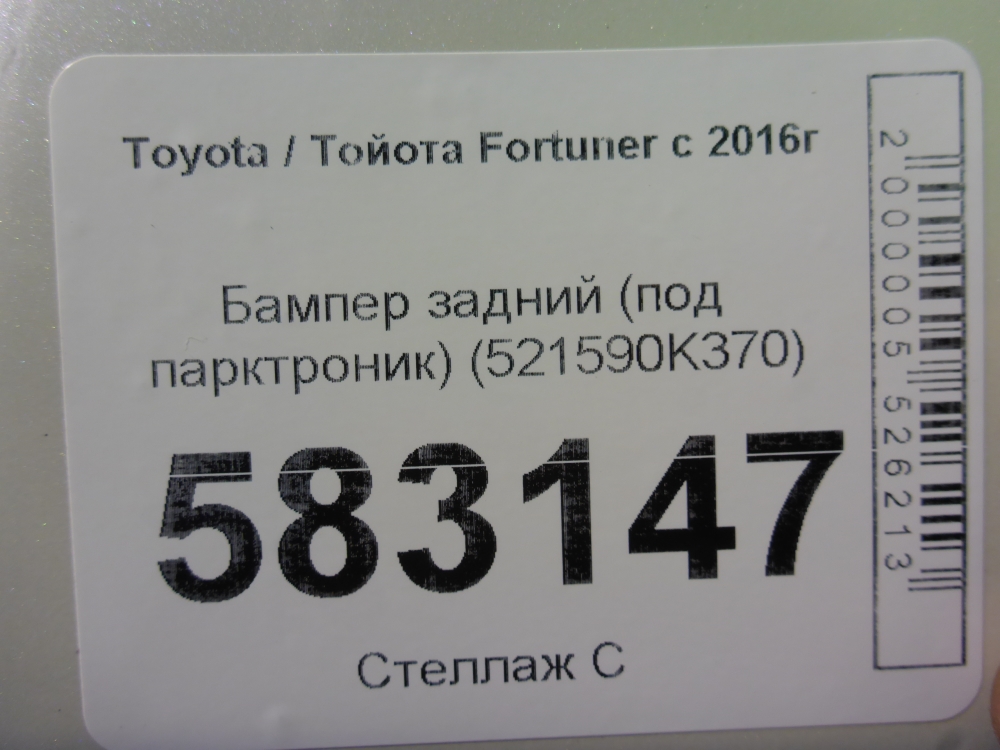 Toyota / Тойота Fortuner с 2016г
Бампер задний (под
парктроник) (521590K370)
583147
Стеллаж С
2000005526213